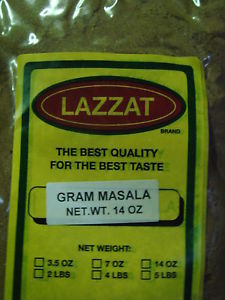 LAZZAT
BRAND
THE BEST QUALITY
FOR THE BEST TASTE
GRAM MASALA
NET.WT. 14 OZ
NET WEIGHT:
3.5 OZ 7 OZ 14 OZ
2 LBS 4 LBS 5 LBS